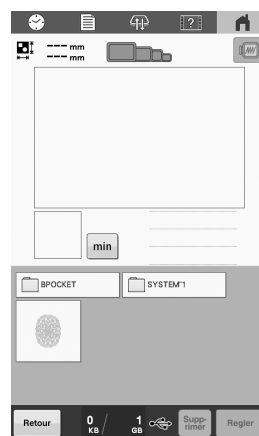 --- mm
--- mm
min
BPOCKET
SYSTEM~1
Retour
0 KB / 1 GB
Supp-
rimer
Regler